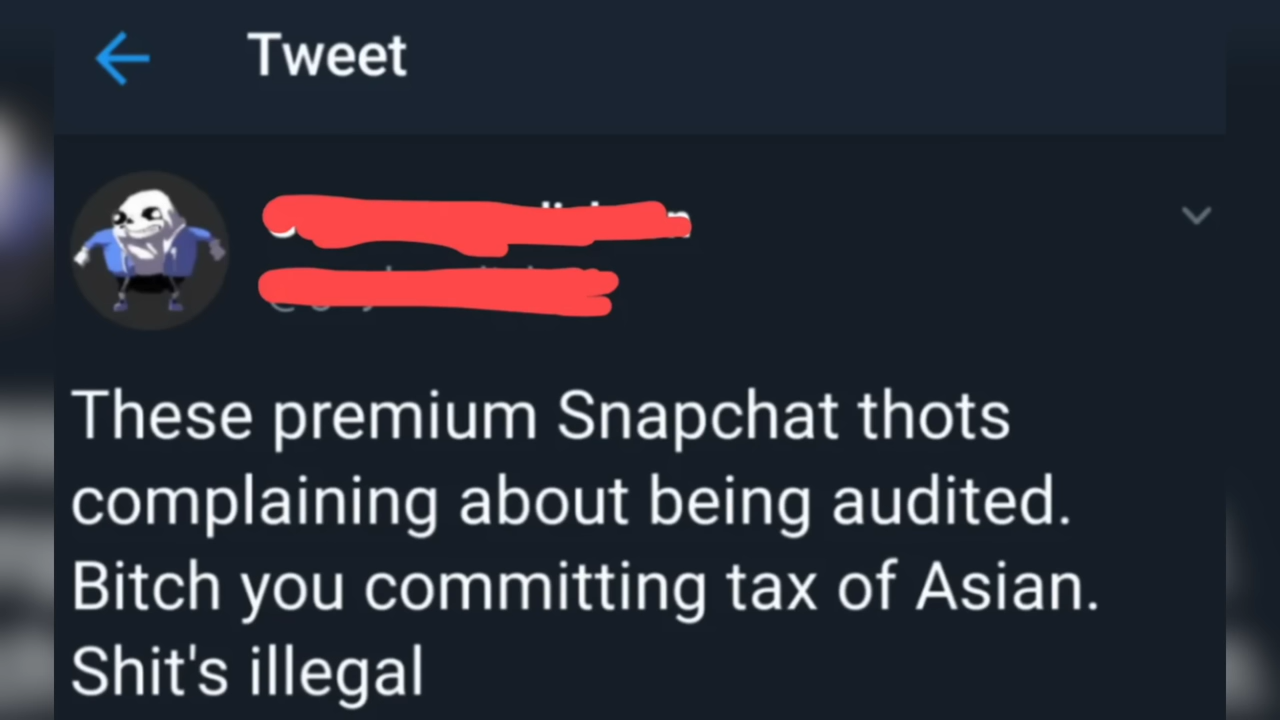 Tweet
These premium Snapchat thots
complaining about being audited.
Bitch you committing tax of Asian.
Shit's illegal